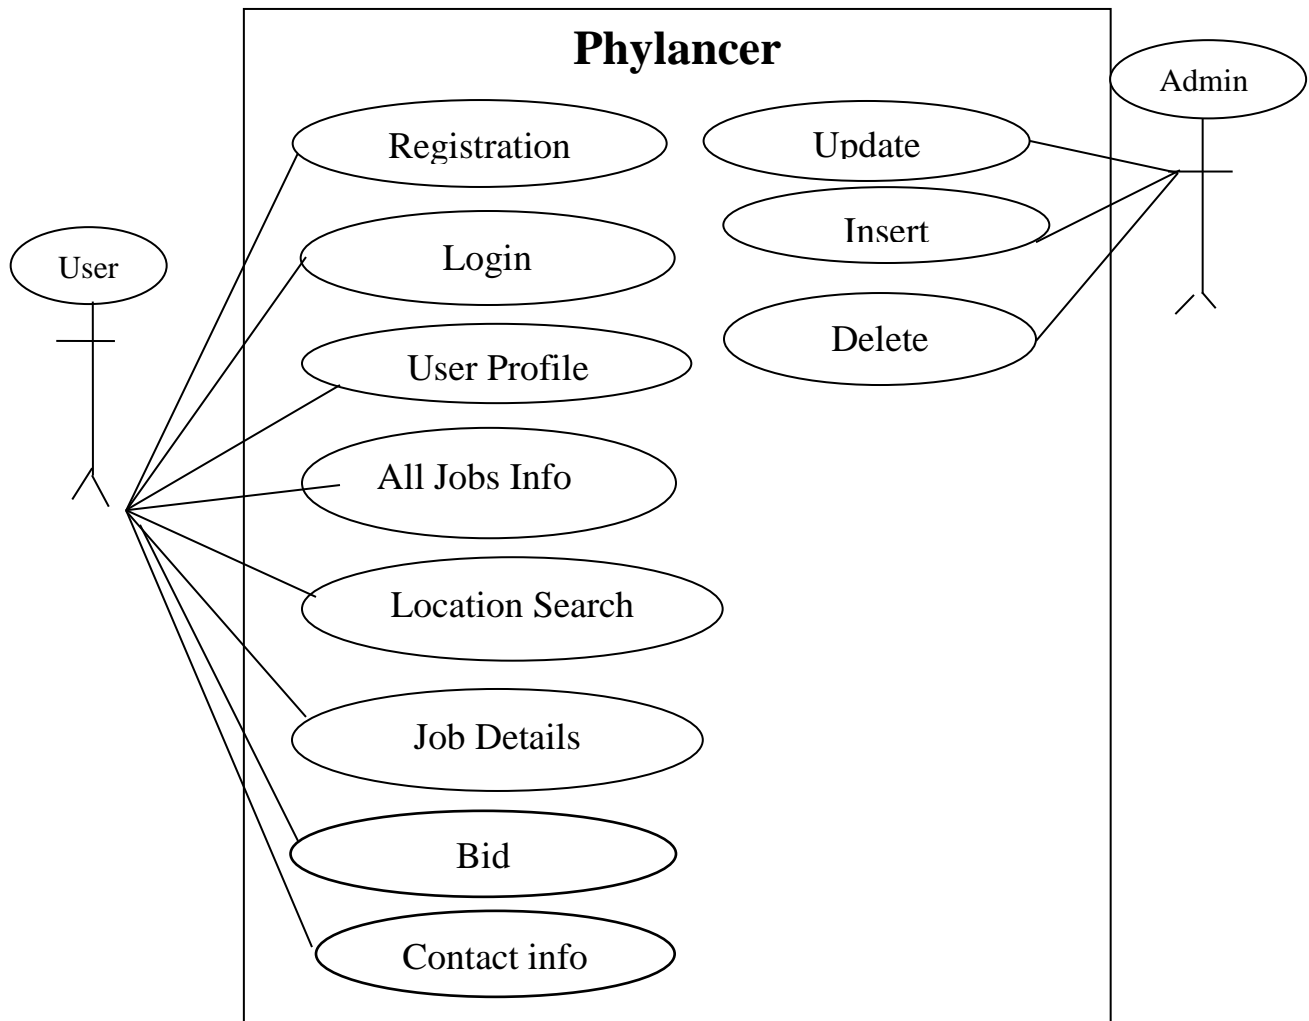 Phylancer
Admin
Registration
Update
Insert
User
Login
Delete
User Profile
All Jobs Info
Location Search
Job Details
Bid
Contact info